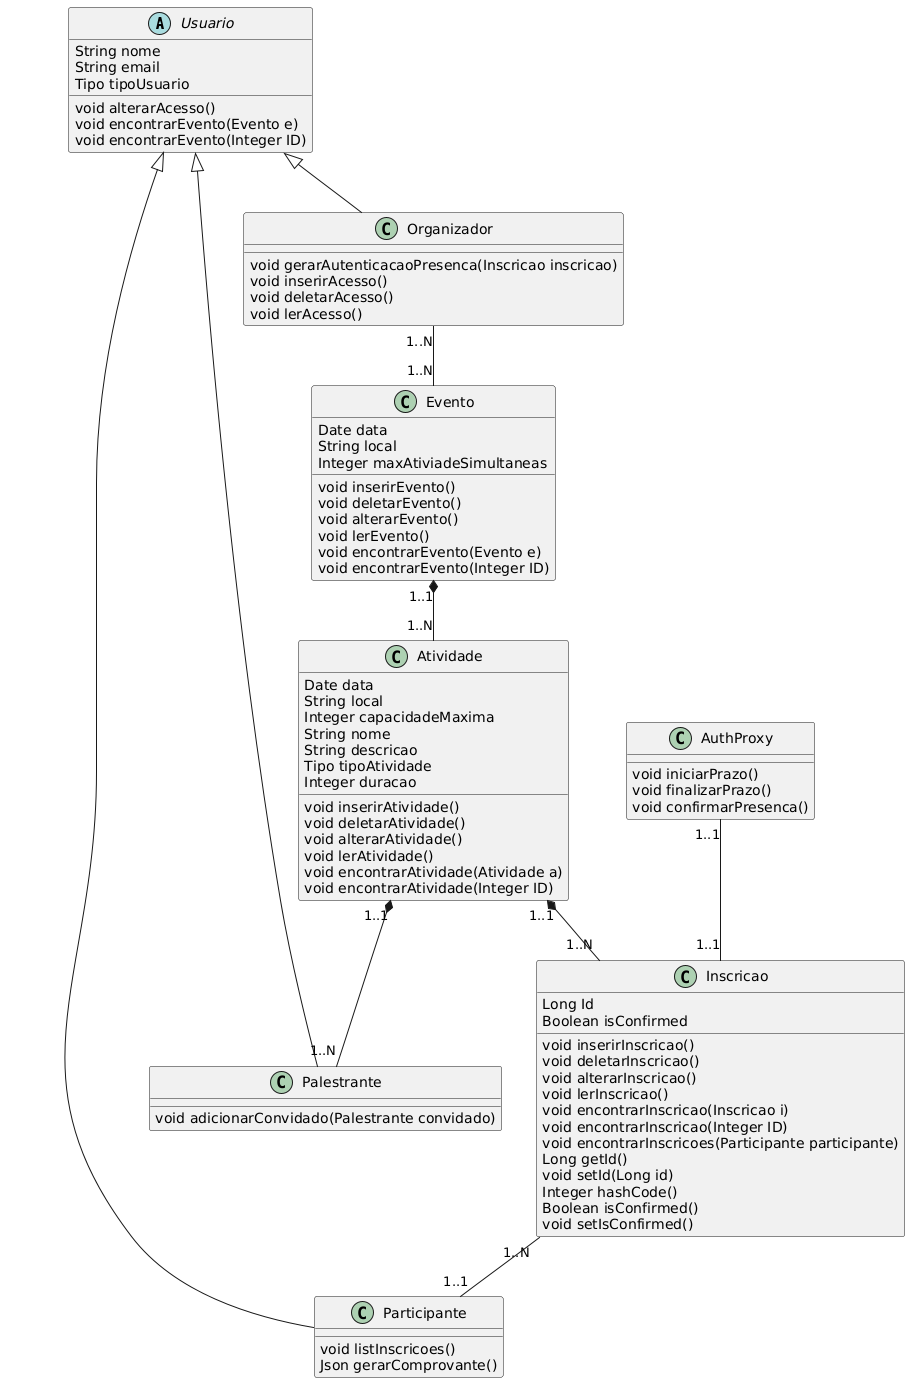 A Usuario
String nome
String email
Tipo tipoUsuario
void alterarAcesso()
void encontrarEvento(Evento e)
void encontrarEvento(Integer ID)
C Organizador
void gerarAutenticacaoPresenca(Inscricao inscricao)
void inserirAcesso()
void deletarAcesso()
void lerAcesso()
1..N
1..N
C Evento
Date data
String local
Integer maxAtiviadeSimultaneas
void inserirEvento()
void deletarEvento()
void alterarEvento()
void lerEvento()
void encontrarEvento(Evento e)
void encontrarEvento(Integer ID)
1..1
1..N
C Atividade
Date data
String local
Integer capacidadeMaxima
String nome
String descricao
Tipo tipoAtividade
Integer duracao
void inserirAtividade()
void deletarAtividade()
void alterarAtividade()
void lerAtividade()
void encontrarAtividade(Atividade a)
void encontrarAtividade(Integer ID)
C AuthProxy
void iniciarPrazo()
void finalizarPrazo()
void confirmarPresenca()
1..1
1..1
1..1
1..N
1..1
C Inscricao
Long Id
Boolean isConfirmed
void inserirInscricao()
void deletarInscricao()
void alterarInscricao()
void lerInscricao()
void encontrarInscricao(Inscricao i)
void encontrarInscricao(Integer ID)
void encontrarInscricoes(Participante participante)
Long getId()
void setId(Long id)
Integer hashCode()
Boolean isConfirmed()
void setIsConfirmed()
1..N
C Palestrante
void adicionarConvidado(Palestrante convidado)
1..N
1..1
C Participante
void listInscricoes()
Json gerarComprovante()